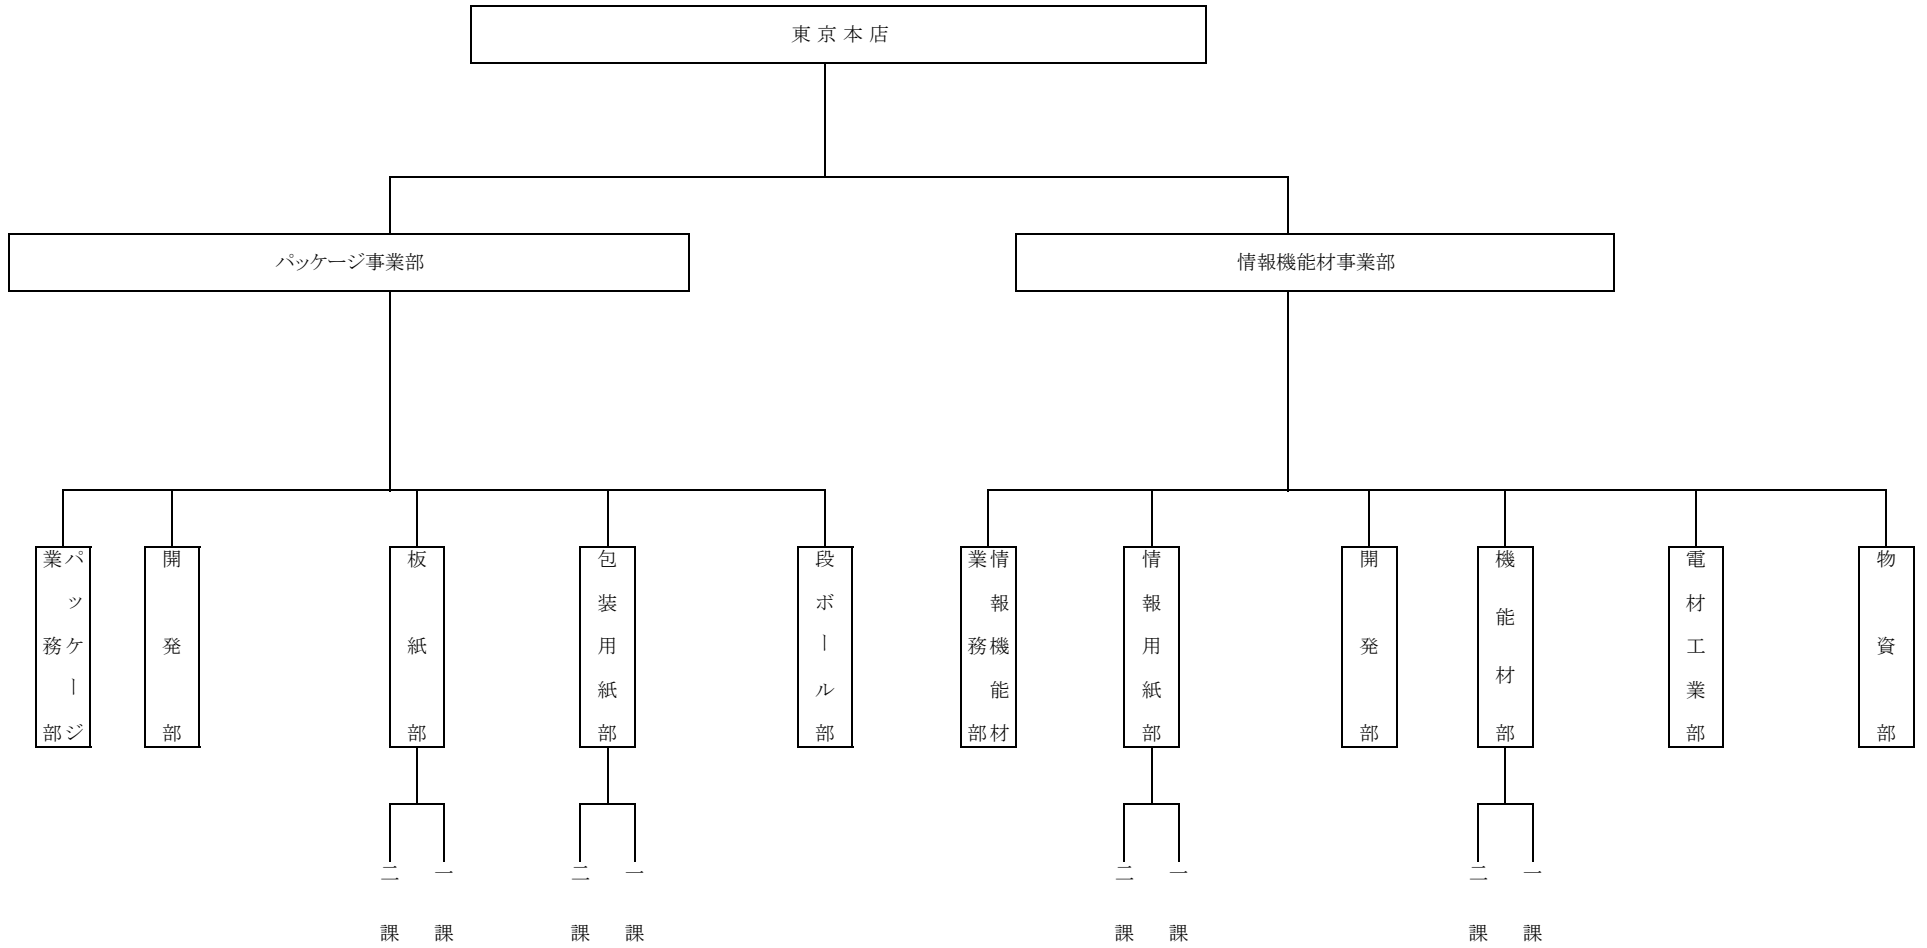 東京本店
パッケージ事業部
情報機能材事業部
パッケージ
業務部
開発部
板紙部
包装用紙部
段ボール部
情報機能材
業務部
情報用紙部
開発部
機能材部
電材工業部
物資部
二課
一課
二課
一課
二課
一課
二課
一課